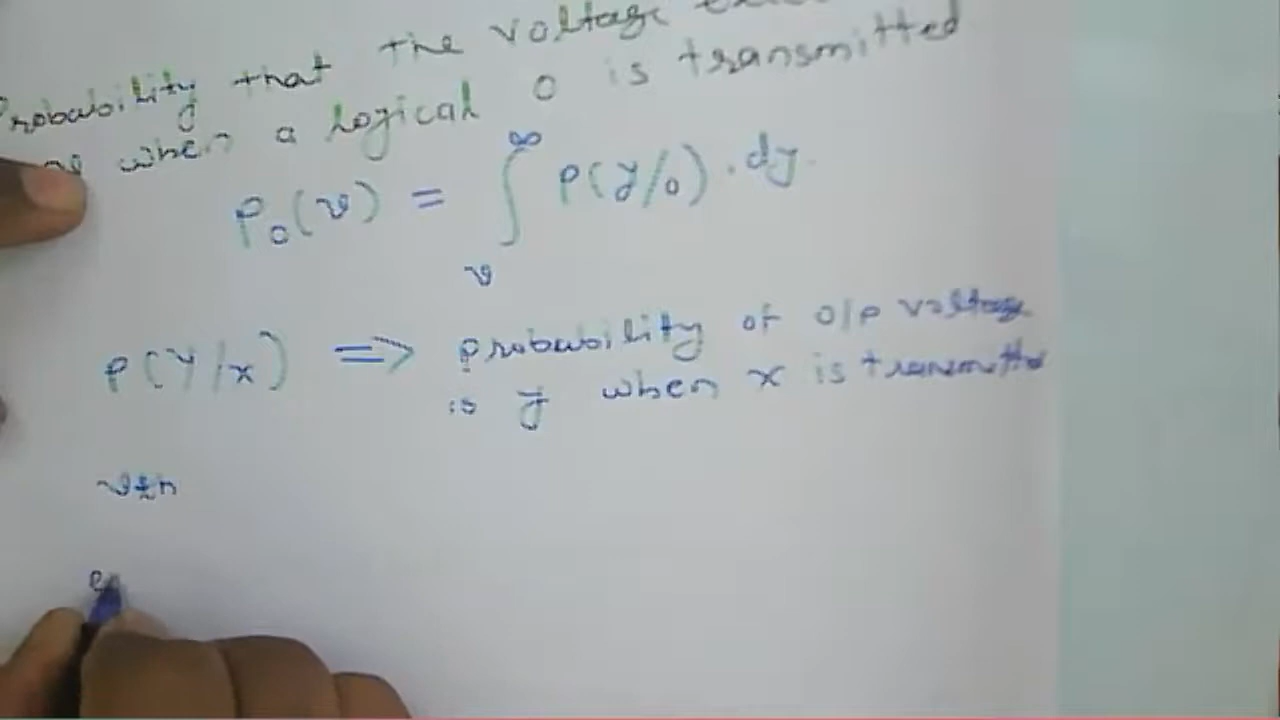 Probability that the voltage
when a logical 0 is transmitted
P₀(v) = ∫ᵥ^∞ P(y/0).dy.
P(y/x) => probability of O/P voltage
is y when x is transmitted